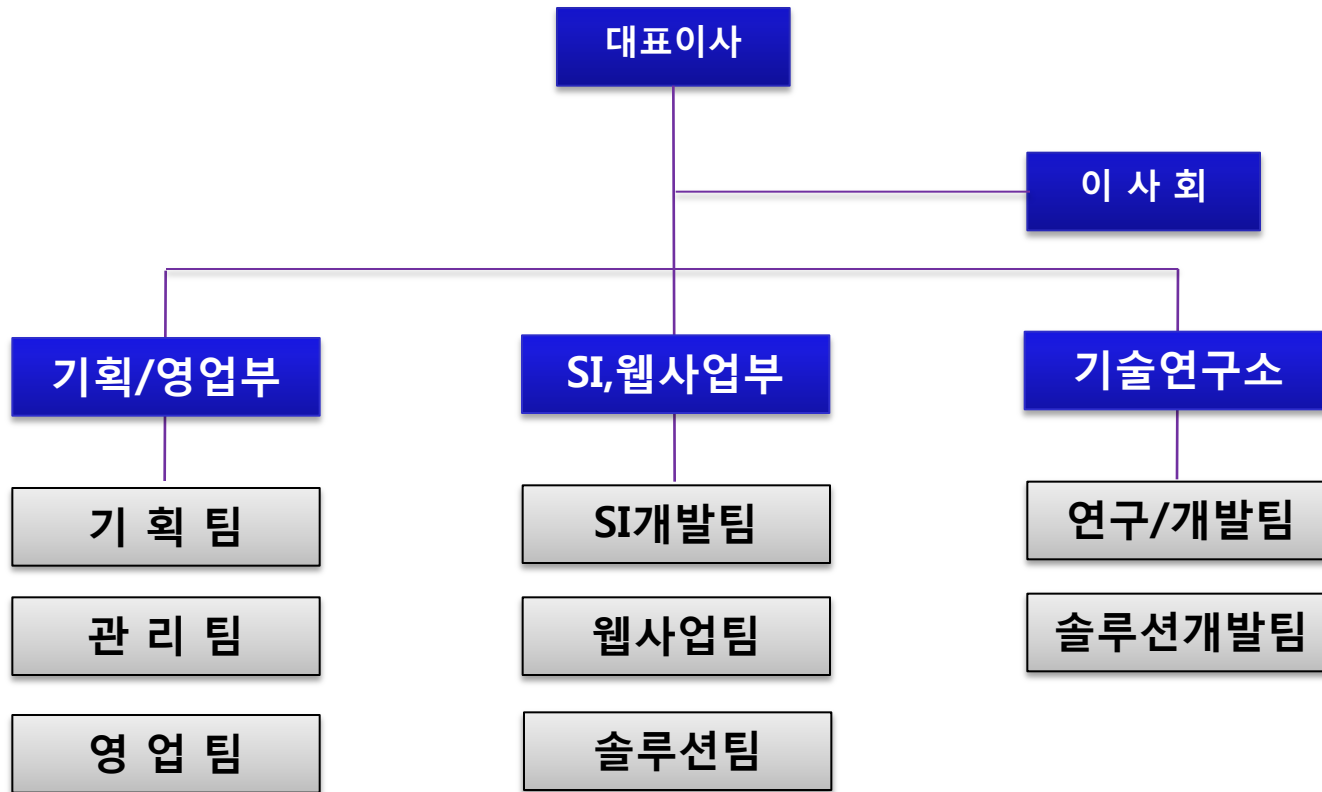 대표이사
이 사 회
기획/영업부
SI,웹사업부
기술연구소
기 획 팀
SI개발팀
연구/개발팀
관 리 팀
웹사업팀
솔루션개발팀
영 업 팀
솔루션팀